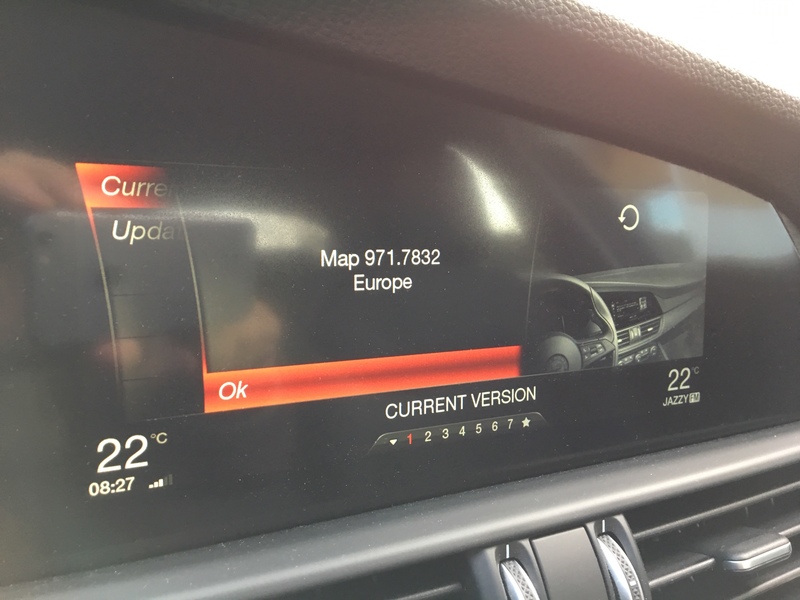 Curre
Upda
Map 971.7832
Europe
Ok
CURRENT VERSION
1 2 3 4 5 6 7
22°C
08:27
22°C
JAZZY FM